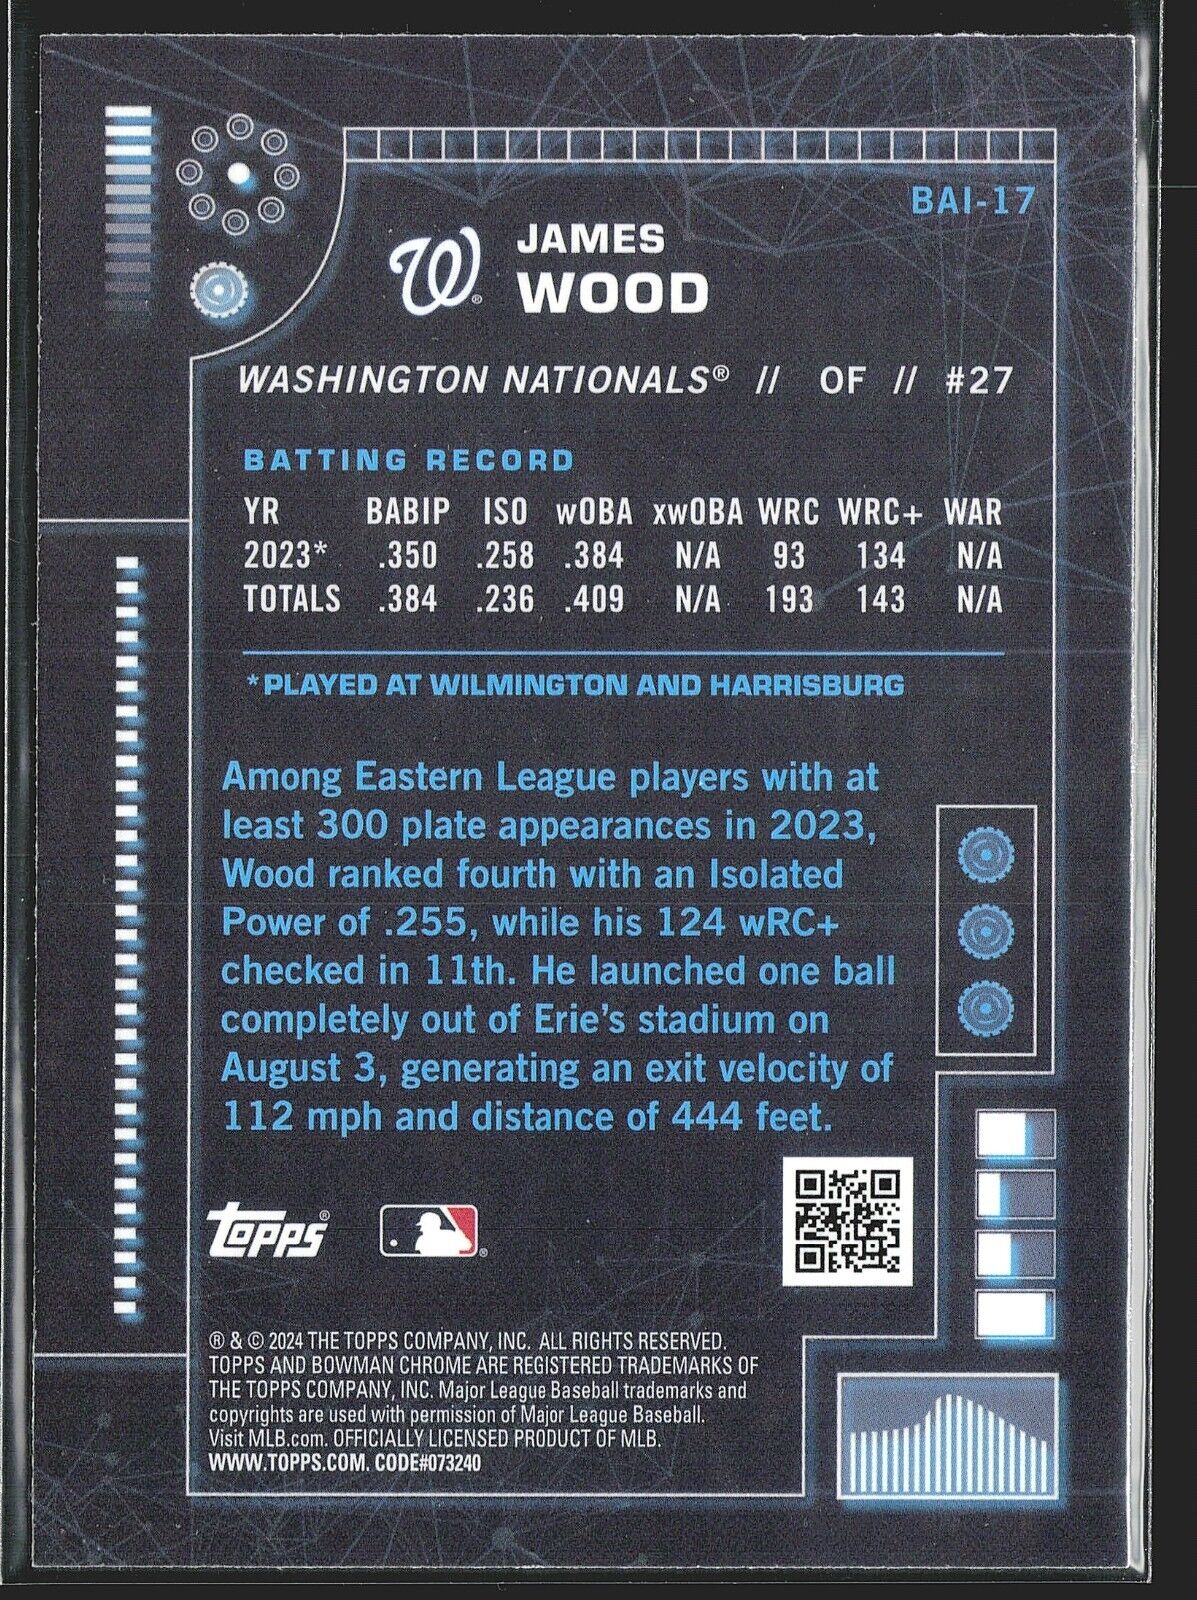 BAI-17
W®
JAMES
WOOD
WASHINGTON NATIONALS® // OF // #27
BATTING RECORD
YR BABIP ISO wOBA xwOBA WRC WRC+ WAR
2023* .350 .258 .384 N/A 93 134 N/A
TOTALS .384 .236 .409 N/A 193 143 N/A
*PLAYED AT WILMINGTON AND HARRISBURG
Among Eastern League players with at
least 300 plate appearances in 2023,
Wood ranked fourth with an Isolated
Power of .255, while his 124 wRC+
checked in 11th. He launched one ball
completely out of Erie's stadium on
August 3, generating an exit velocity of
112 mph and distance of 444 feet.
TOPPS® ®
® & © 2024 THE TOPPS COMPANY, INC. ALL RIGHTS RESERVED.
TOPPS AND BOWMAN CHROME ARE REGISTERED TRADEMARKS OF
THE TOPPS COMPANY, INC. Major League Baseball trademarks and
copyrights are used with permission of Major League Baseball.
Visit MLB.com. OFFICIALLY LICENSED PRODUCT OF MLB.
WWW.TOPPS.COM. CODE#073240